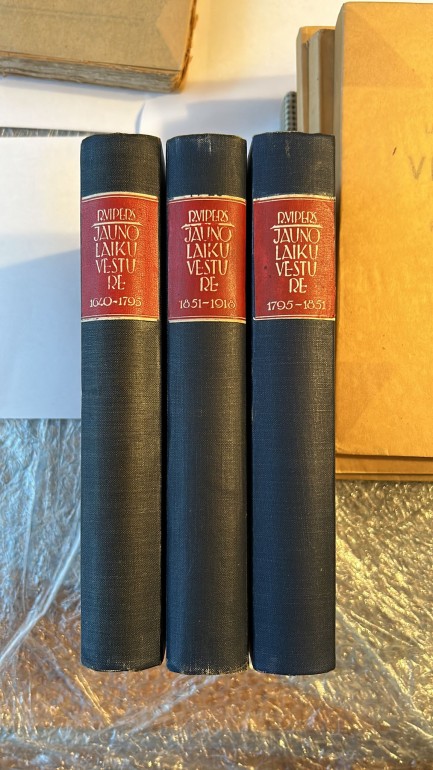 R.VIPERS
JAUNO
LAIKU
VĒSTU
RE
1640-1795
R.VIPERS
JAUNO
LAIKU
VĒSTU
RE
1851-1918
R.VIPERS
JAUNO
LAIKU
VĒSTU
RE
1795-1851